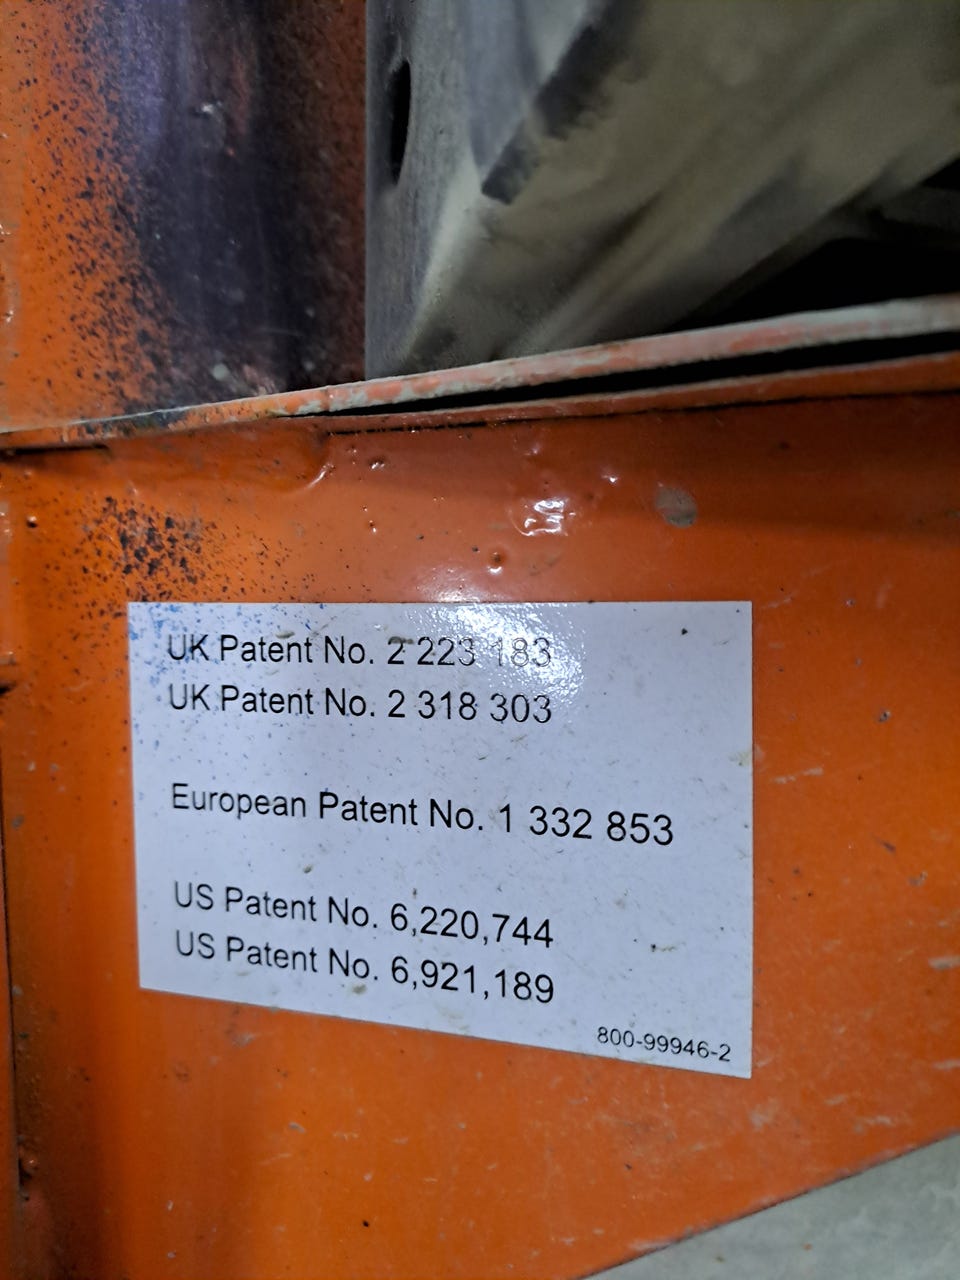 UK Patent No. 2 223 183
UK Patent No. 2 318 303
European Patent No. 1 332 853
US Patent No. 6,220,744
US Patent No. 6,921,189
800-99946-2